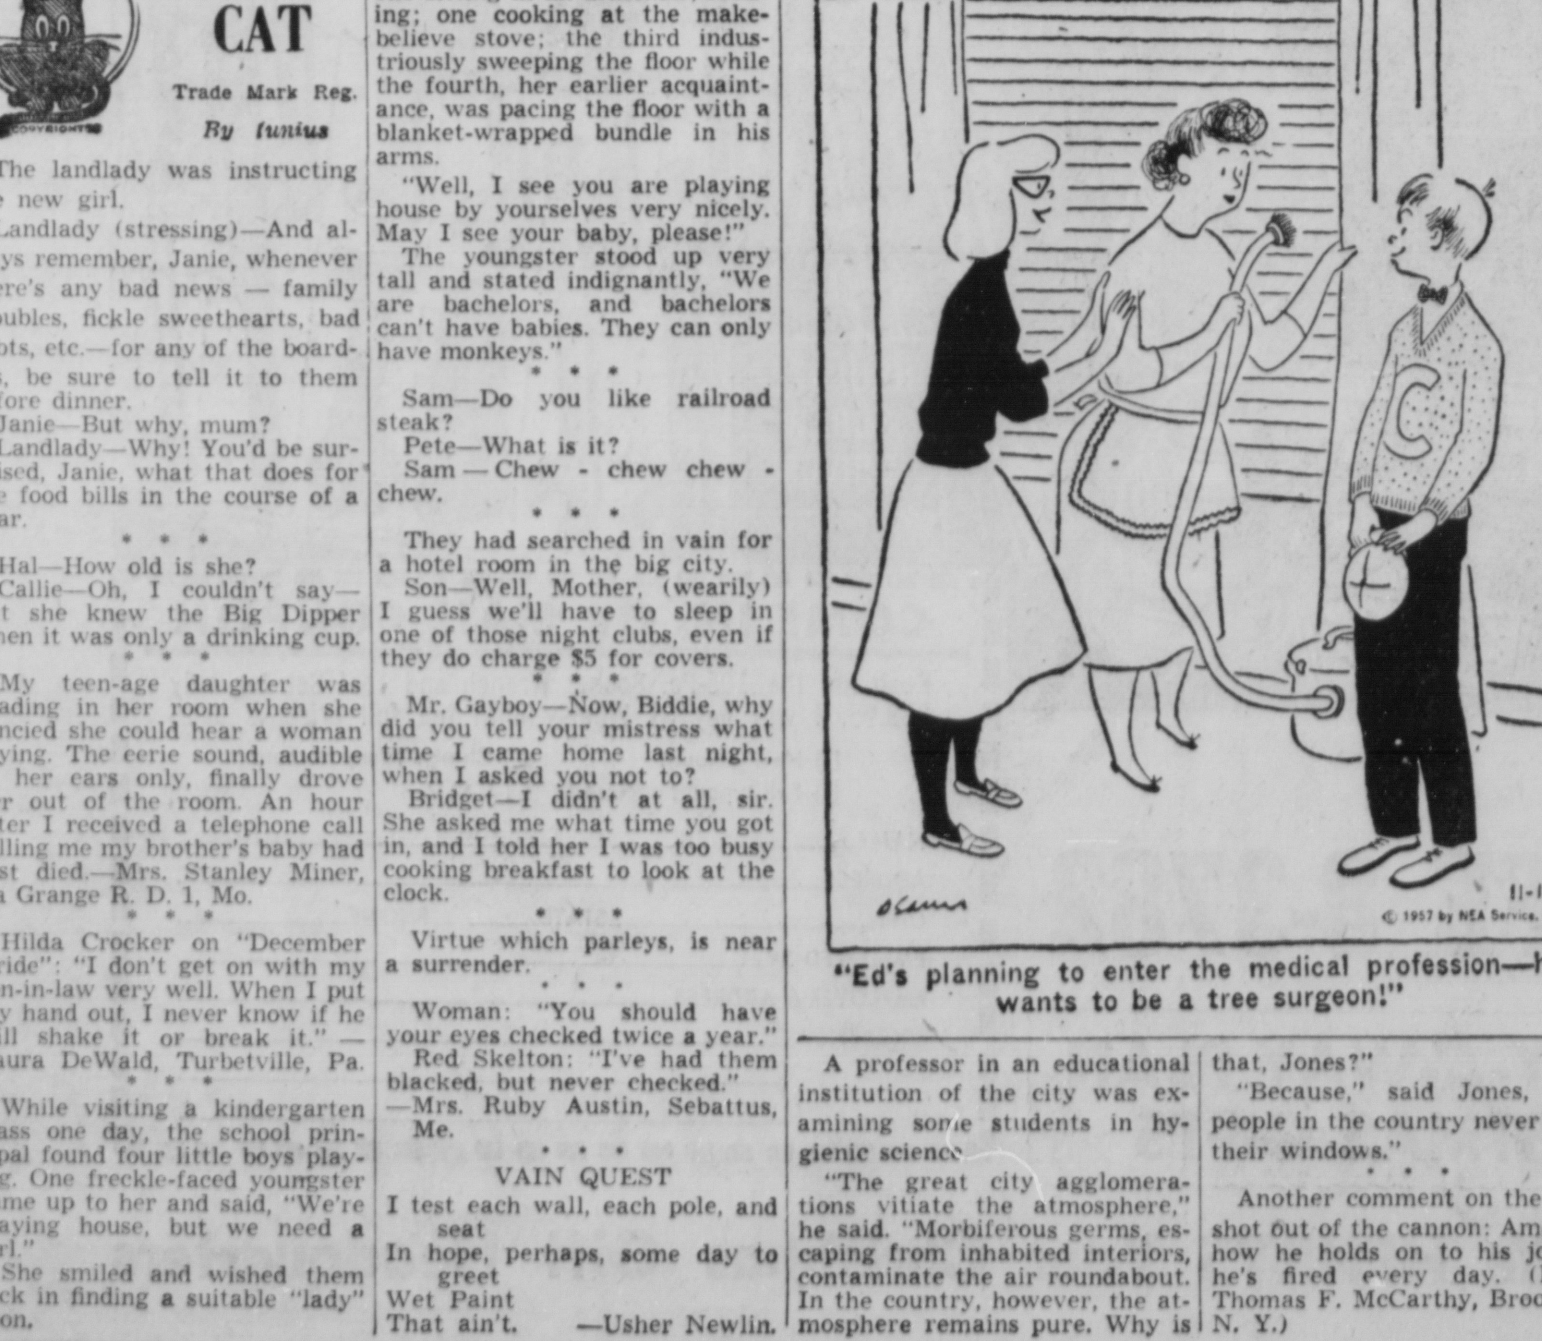 CAT
Trade Mark Reg.
COPYRIGHT
By Iunius
The landlady was instructing
e new girl.
Landlady (stressing)—And al-
ys remember, Janie, whenever
ere's any bad news — family
oubles, fickle sweethearts, bad
ots, etc.—for any of the board-
s, be sure to tell it to them
fore dinner.
Janie—But why, mum?
Landlady—Why! You'd be sur-
ised, Janie, what that does for
e food bills in the course of a
ar.
* * *
Hal—How old is she?
Callie—Oh, I couldn't say—
t she knew the Big Dipper
hen it was only a drinking cup.
* * *
My teen-age daughter was
ading in her room when she
ncied she could hear a woman
ying. The eerie sound, audible
her ears only, finally drove
r out of the room. An hour
ter I received a telephone call
lling me my brother's baby had
st died.—Mrs. Stanley Miner,
a Grange R. D. 1, Mo.
* * *
Hilda Crocker on "December
ride": "I don't get on with my
n-in-law very well. When I put
y hand out, I never know if he
ill shake it or break it." —
aura DeWald, Turbetville, Pa.
* * *
While visiting a kindergarten
ass one day, the school prin-
pal found four little boys play-
g. One freckle-faced youngster
me up to her and said, "We're
aying house, but we need a
rl."
She smiled and wished them
ck in finding a suitable "lady"
on.
ing; one cooking at the make-
believe stove; the third indus-
triously sweeping the floor while
the fourth, her earlier acquaint-
ance, was pacing the floor with a
blanket-wrapped bundle in his
arms.
"Well, I see you are playing
house by yourselves very nicely.
May I see your baby, please!"
The youngster stood up very
tall and stated indignantly, "We
are bachelors, and bachelors
can't have babies. They can only
have monkeys."
* * *
Sam—Do you like railroad
steak?
Pete—What is it?
Sam — Chew - chew chew -
chew.
* * *
They had searched in vain for
a hotel room in the big city.
Son—Well, Mother, (wearily)
I guess we'll have to sleep in
one of those night clubs, even if
they do charge $5 for covers.
* * *
Mr. Gayboy—Now, Biddie, why
did you tell your mistress what
time I came home last night,
when I asked you not to?
Bridget—I didn't at all, sir.
She asked me what time you got
in, and I told her I was too busy
cooking breakfast to look at the
clock.
* * *
Virtue which parleys, is near
a surrender.
* * *
Woman: "You should have
your eyes checked twice a year."
Red Skelton: "I've had them
blacked, but never checked."
—Mrs. Ruby Austin, Sebattus,
Me.
* * *
VAIN QUEST
I test each wall, each pole, and
seat
In hope, perhaps, some day to
greet
Wet Paint
That ain't. —Usher Newlin.
C
11-1
© 1957 by NEA Service.
"Ed's planning to enter the medical profession—h
wants to be a tree surgeon!"
A professor in an educational
institution of the city was ex-
amining some students in hy-
gienic science
"The great city agglomera-
tions vitiate the atmosphere,"
he said. "Morbiferous germs, es-
caping from inhabited interiors,
contaminate the air roundabout.
In the country, however, the at-
mosphere remains pure. Why is
that, Jones?"
"Because," said Jones,
people in the country never
their windows."
* * *
Another comment on the
shot out of the cannon: Am
how he holds on to his jo
he's fired every day. (
Thomas F. McCarthy, Broo
N. Y.)